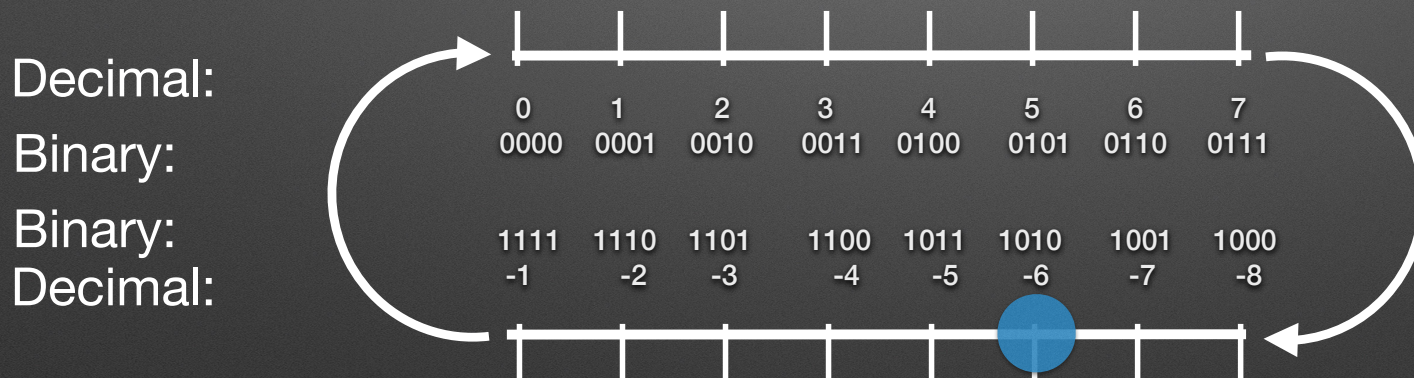 Decimal: 0 1 2 3 4 5 6 7
Binary: 0000 0001 0010 0011 0100 0101 0110 0111
Binary: 1111 1110 1101 1100 1011 1010 1001 1000
Decimal: -1 -2 -3 -4 -5 -6 -7 -8